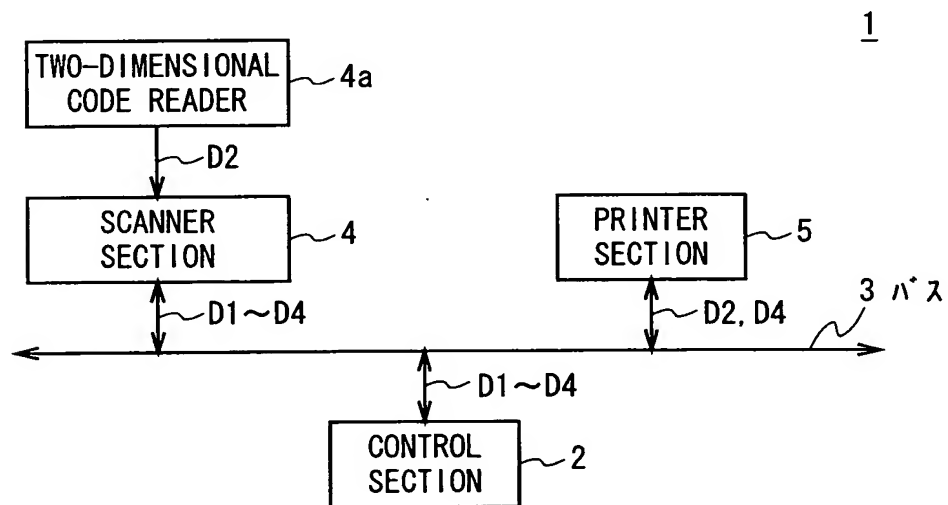 1
TWO-DIMENSIONAL
CODE READER
4a
D2
SCANNER
SECTION
4
PRINTER
SECTION
5
D1～D4
D2, D4
3 バス
D1～D4
CONTROL
SECTION
2